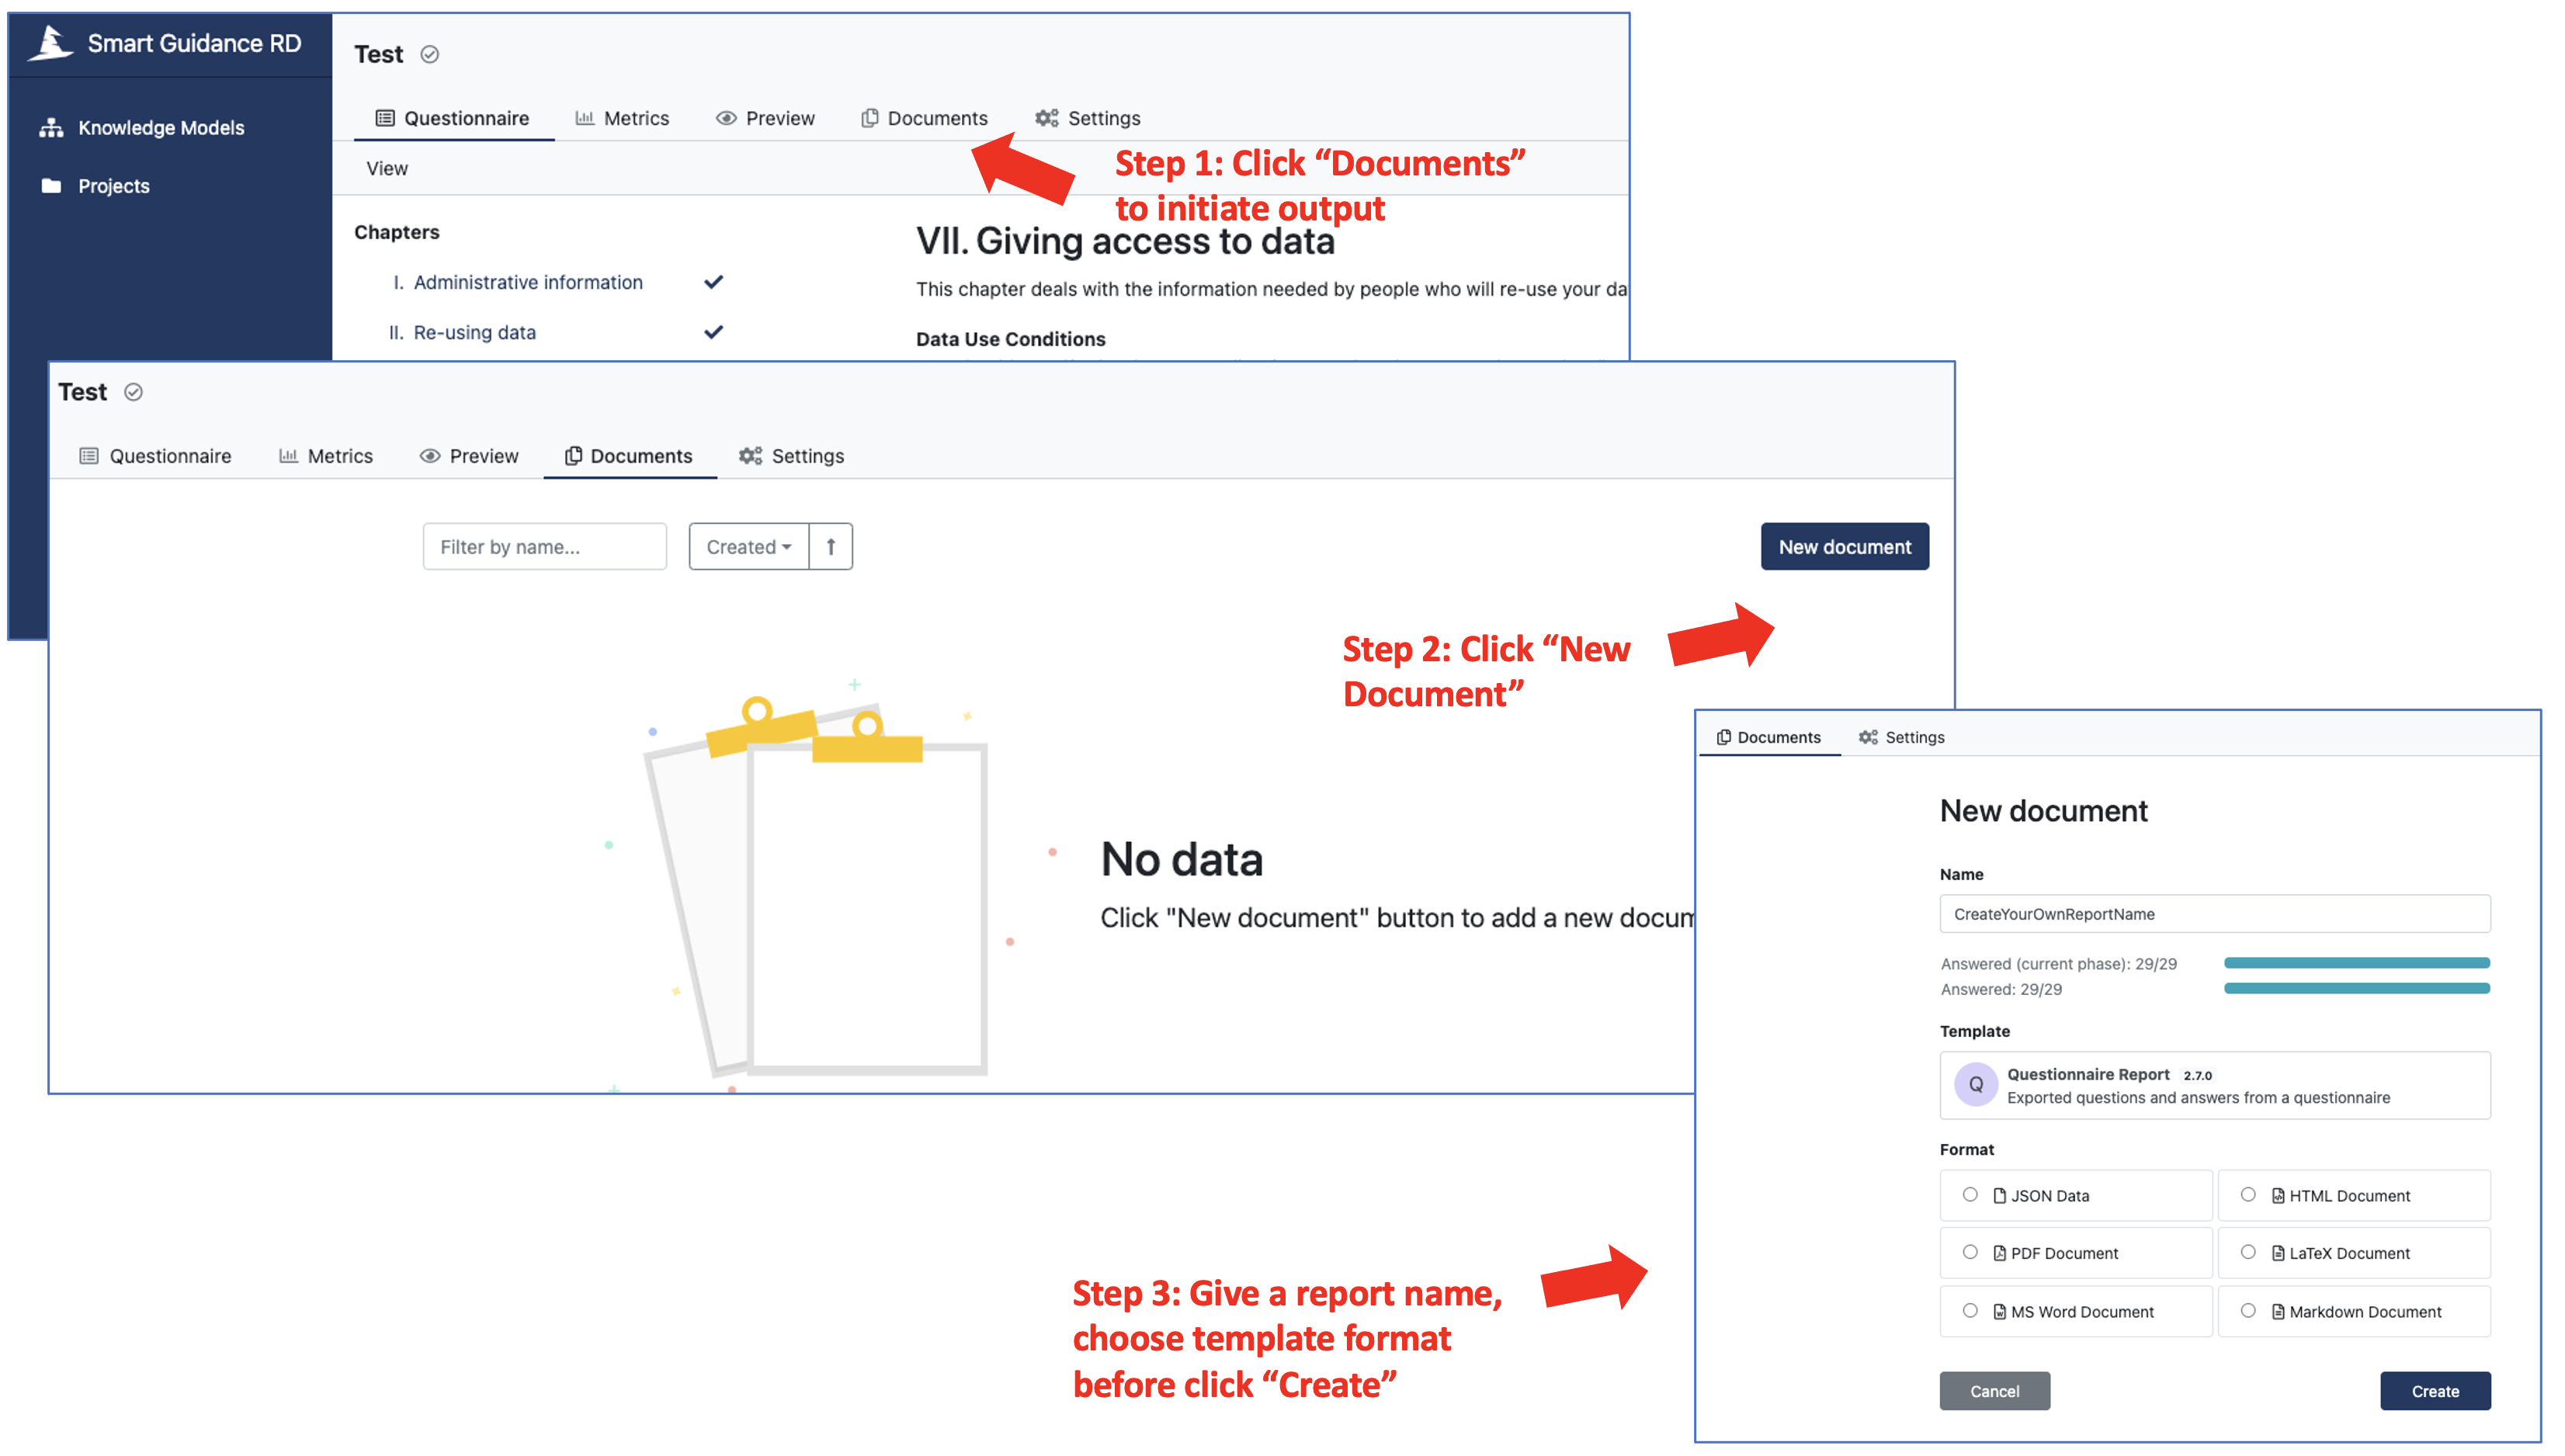 Smart Guidance RD
Knowledge Models
Projects
Test
Questionnaire Metrics Preview Documents Settings
View
Step 1: Click “Documents”
to initiate output
Chapters
I. Administrative information
II. Re-using data
VII. Giving access to data
This chapter deals with the information needed by people who will re-use your da
Data Use Conditions
Test
Questionnaire Metrics Preview Documents Settings
Filter by name... Created New document
Step 2: Click “New
Document”
No data
Click "New document" button to add a new docum
Documents Settings
New document
Name
CreateYourOwnReportName
Answered (current phase): 29/29
Answered: 29/29
Template
Q
Questionnaire Report 2.7.0
Exported questions and answers from a questionnaire
Format
JSON Data HTML Document
PDF Document LaTeX Document
MS Word Document Markdown Document
Cancel Create
Step 3: Give a report name,
choose template format
before click “Create”